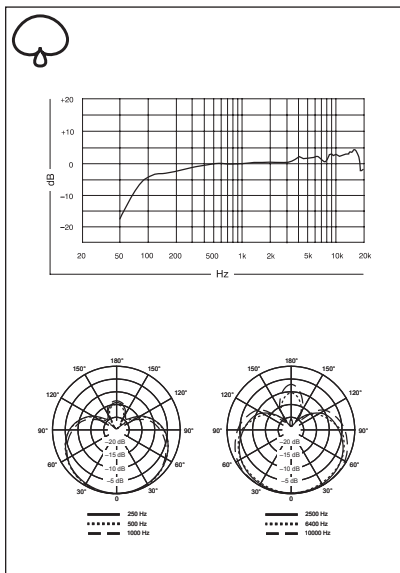 +20
+10
0
−10
−20
dB
20 50 100 200 500 1k 2k 5k 10k 20k
Hz
180°
150° 150°
120° 120°
90° 90°
60° 60°
30° 30°
0
−20 dB
−15 dB
−10 dB
−5 dB
250 Hz
500 Hz
1000 Hz
180°
150° 150°
120° 120°
90° 90°
60° 60°
30° 30°
0
−20 dB
−15 dB
−10 dB
−5 dB
2500 Hz
6400 Hz
10000 Hz